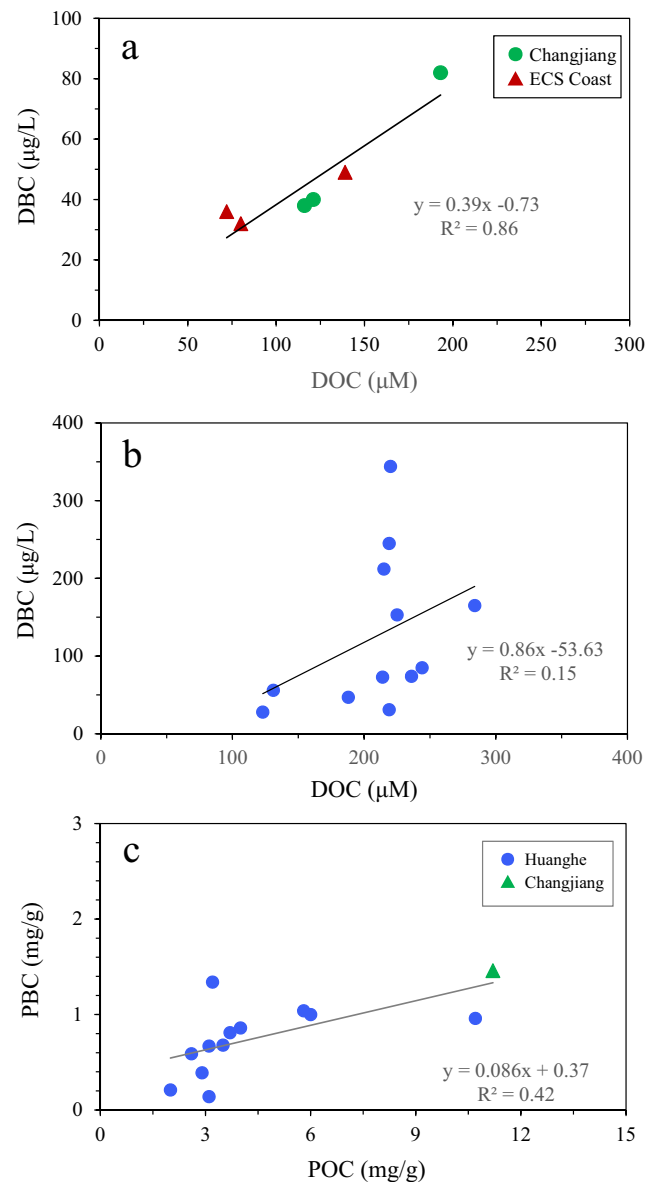 a
Changjiang
ECS Coast
100
80
60
40
20
0
DBC (μg/L)
y = 0.39x -0.73
R² = 0.86
0
50
100
150
200
250
300
DOC (μM)
b
400
300
200
100
0
DBC (μg/L)
y = 0.86x -53.63
R² = 0.15
0
100
200
300
400
DOC (μM)
c
Huanghe
Changjiang
3
2
1
0
PBC (mg/g)
y = 0.086x + 0.37
R² = 0.42
0
3
6
9
12
15
POC (mg/g)